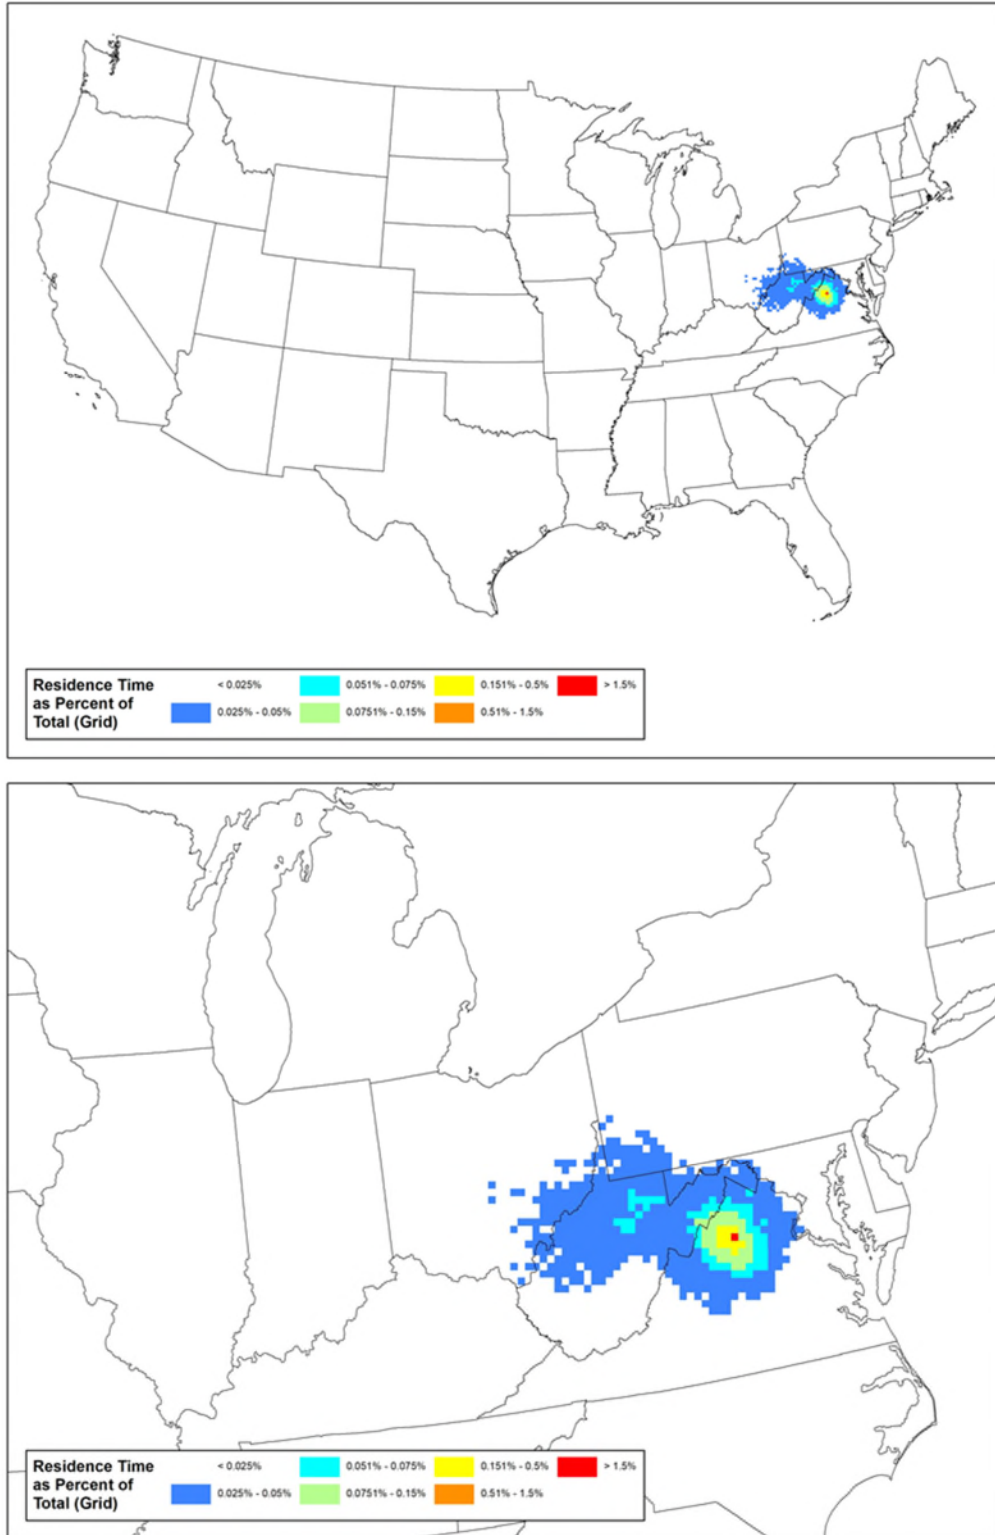 Residence Time
as Percent of
Total (Grid)
< 0.025%
0.051% - 0.075%
0.151% - 0.5%
> 1.5%
0.025% - 0.05%
0.0751% - 0.15%
0.51% - 1.5%
Residence Time
as Percent of
Total (Grid)
< 0.025%
0.051% - 0.075%
0.151% - 0.5%
> 1.5%
0.025% - 0.05%
0.0751% - 0.15%
0.51% - 1.5%